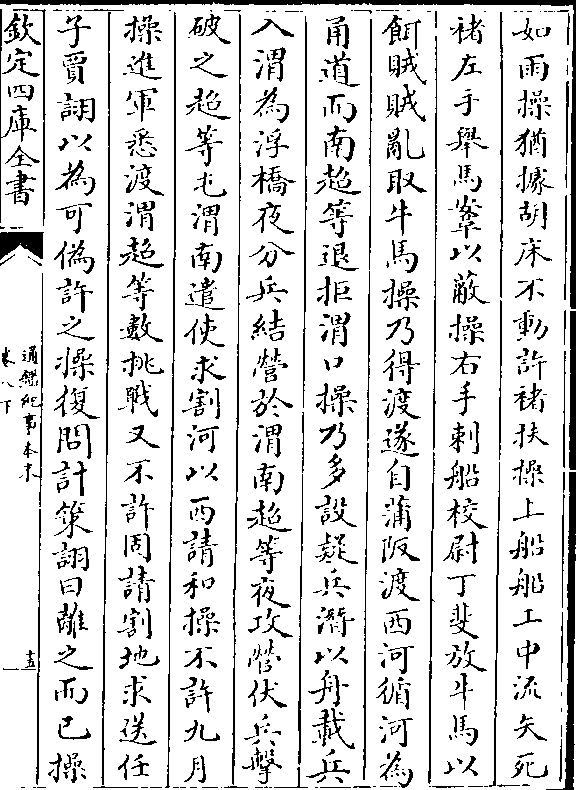 如雨操猶據胡床不動許褚扶操上船船工中流矢死
褚左手舉馬鞌以蔽操右手刺船校尉丁斐放牛馬以
餌賊賊亂取牛馬操乃得渡遂自蒲阪渡西河循河為
甬道而南超等退拒渭口操乃多設疑兵潛以舟載兵
入渭為浮橋夜分兵結營於渭南超等夜攻營伏兵擊
破之超等屯渭南遣使求割河以西請和操不許九月
操進軍悉渡渭超等數挑戰又不許固請割地求送任
子賈詡以為可偽許之操復問計策詡曰離之而已操
欽定四庫全書
通鑑紀事本末
卷八下
十五